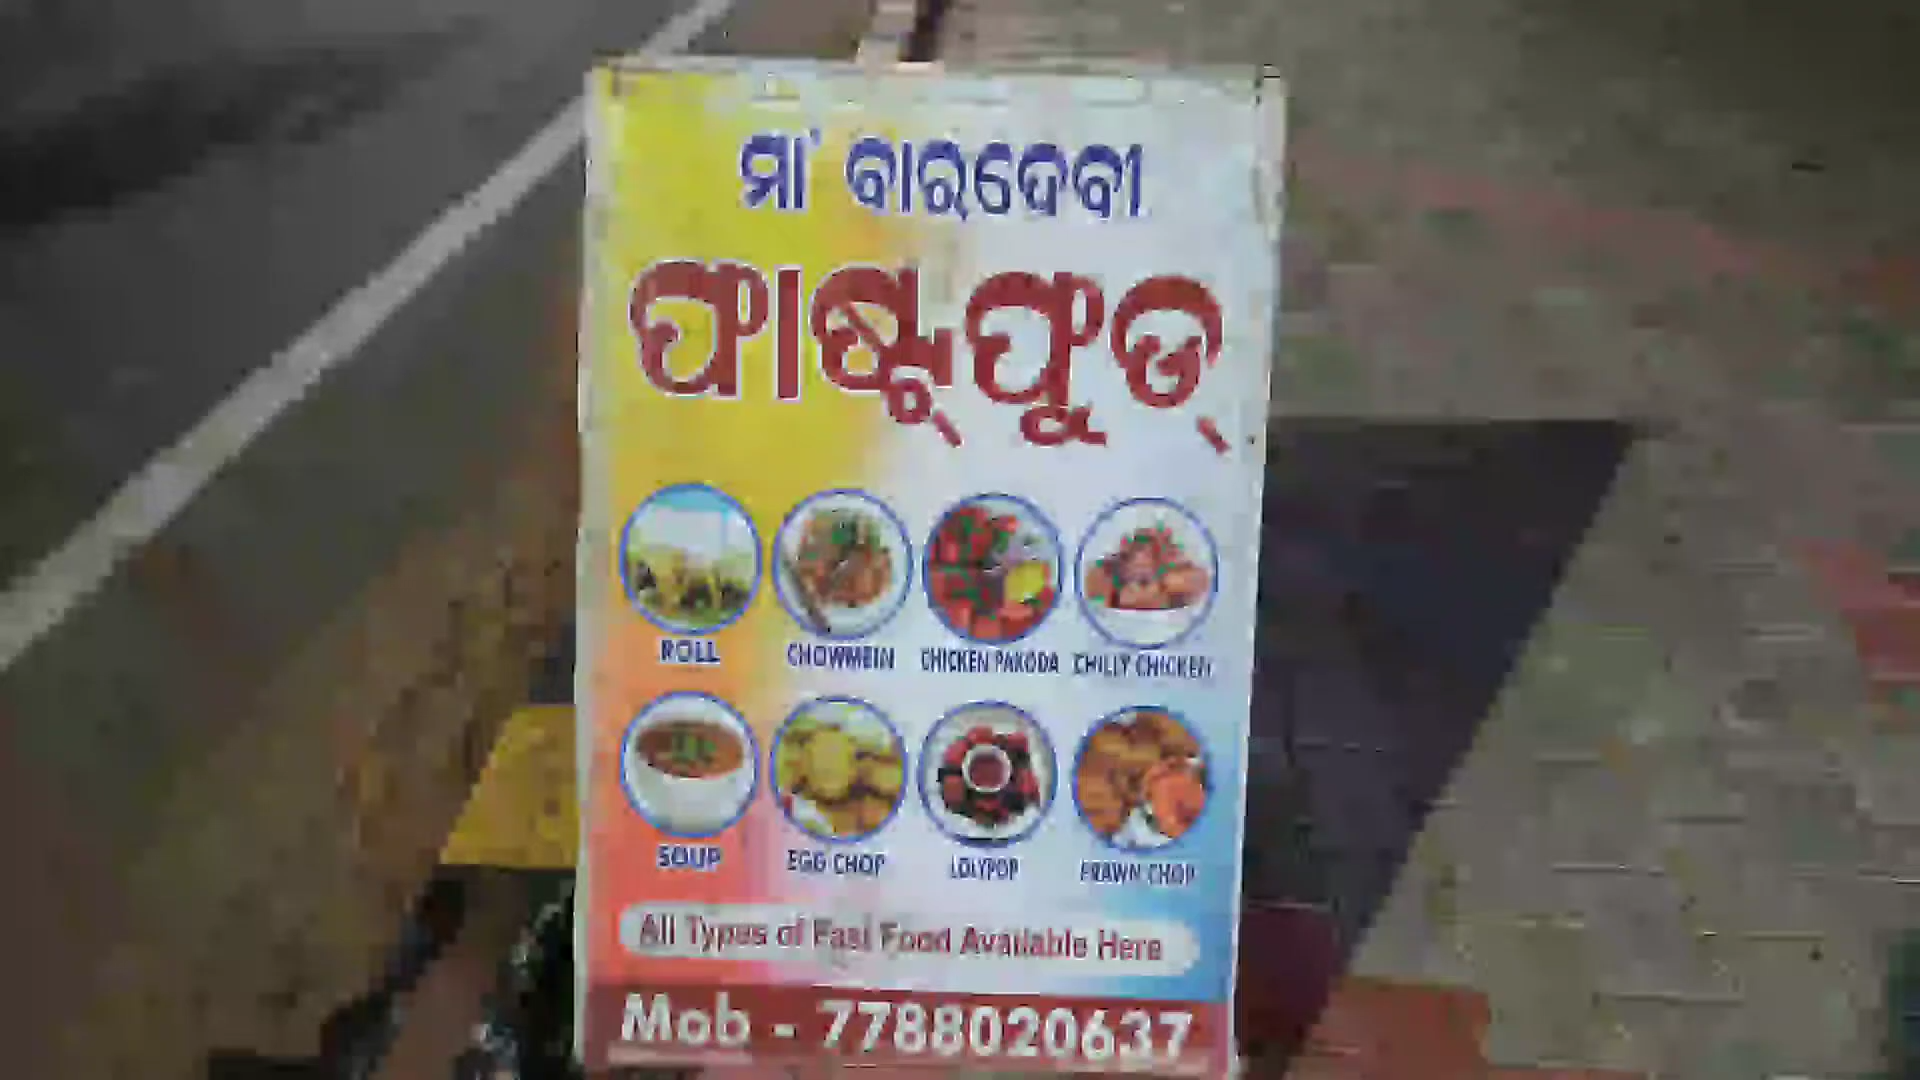 ମାଁ ବାରଦେବୀ
ଫାଷ୍ଟ୍ ଫୁଡ୍
ROLL CHOWMEIN CHICKEN PAKODA CHILLY CHICKEN
SOUP EGG CHOP LOLYPOP PRAWN CHOP
All Types of Fast Food Available Here
Mob - 7788020637